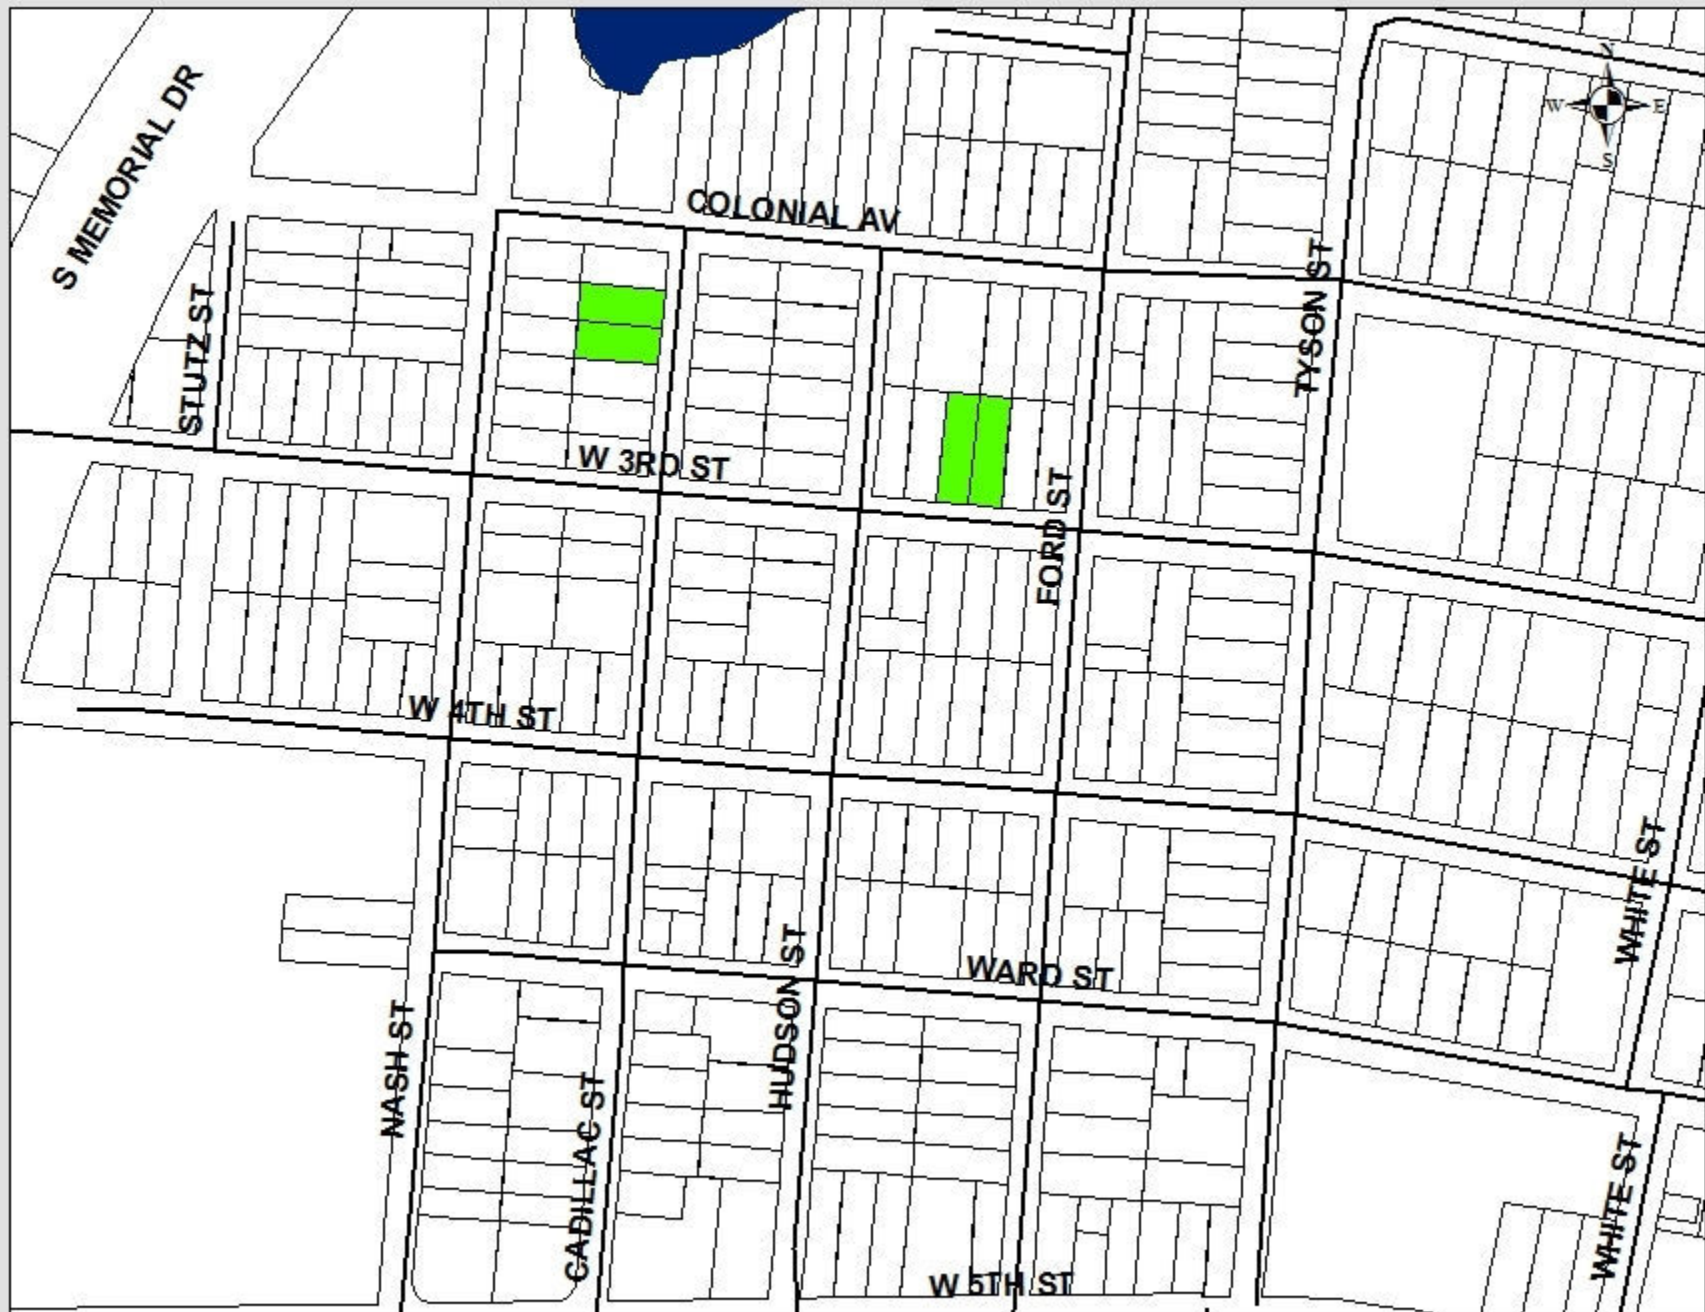 N
W E
S
S MEMORIAL DR
COLONIAL AV
TYSON ST
STUTZ ST
W 3RD ST
FORD ST
W 4TH ST
WHITE ST
HUDSON ST
WARD ST
NASH ST
CADILLAC ST
WHITE ST
W 5TH ST